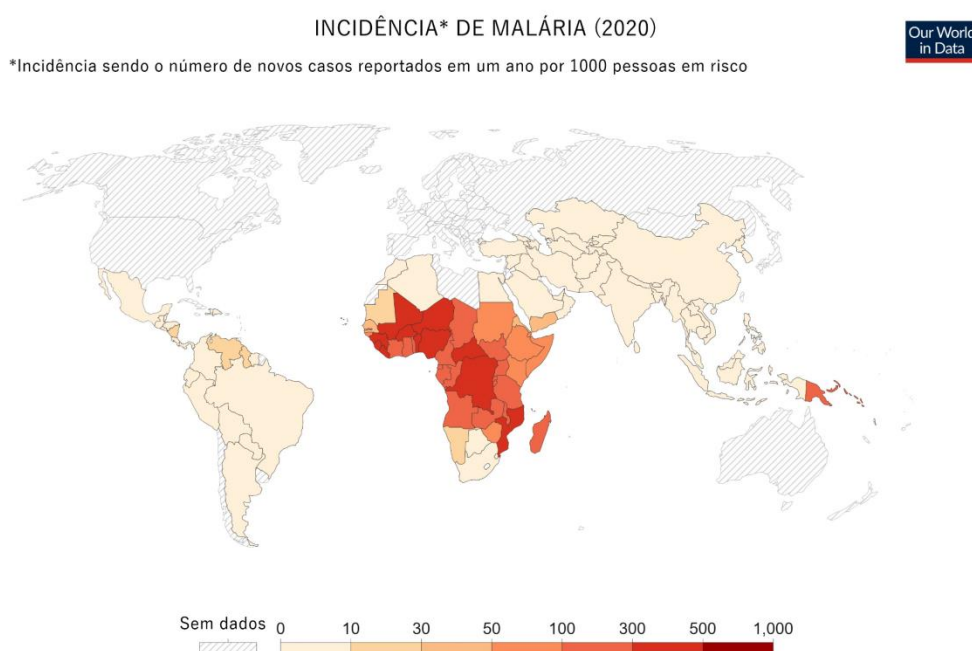 INCIDÊNCIA* DE MALÁRIA (2020)
Our World
in Data
*Incidência sendo o número de novos casos reportados em um ano por 1000 pessoas em risco
Sem dados 0 10 30 50 100 300 500 1,000